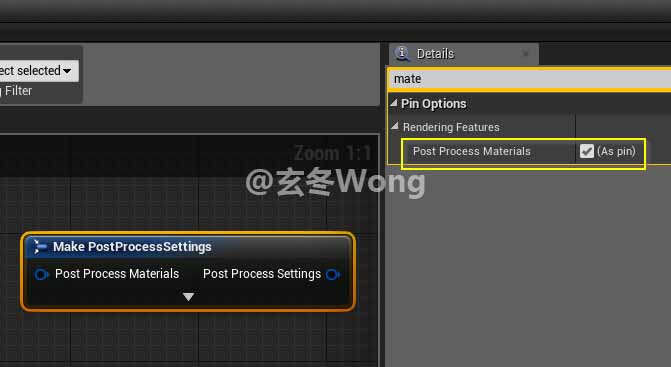 ect selected
g Filter
Details
mate
Pin Options
Rendering Features
Post Process Materials (As pin)
Zoom 1:1
@玄冬Wong
Make PostProcessSettings
Post Process Materials Post Process Settings